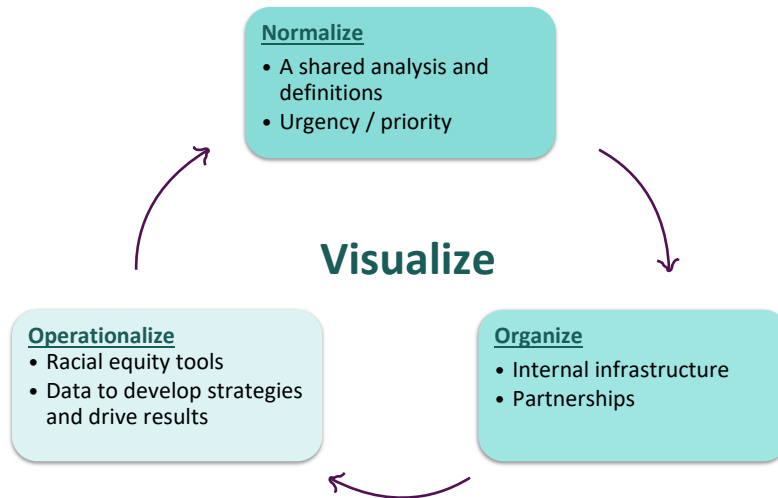 Normalize
• A shared analysis and
definitions
• Urgency / priority
Visualize
Operationalize
• Racial equity tools
• Data to develop strategies
and drive results
Organize
• Internal infrastructure
• Partnerships